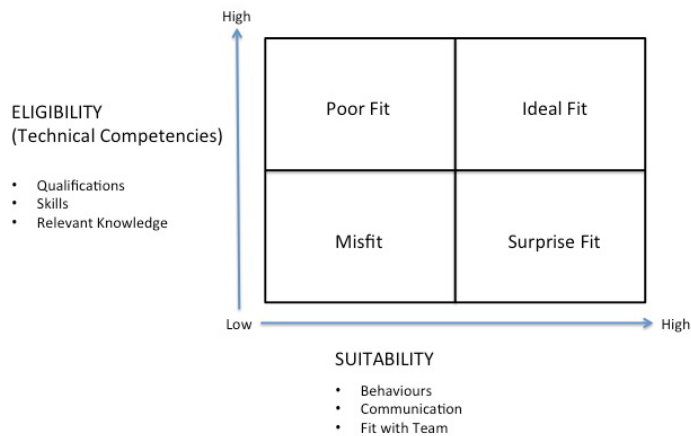 High
ELIGIBILITY
(Technical Competencies)
• Qualifications
• Skills
• Relevant Knowledge
Poor Fit
Ideal Fit
Misfit
Surprise Fit
Low
High
SUITABILITY
• Behaviours
• Communication
• Fit with Team